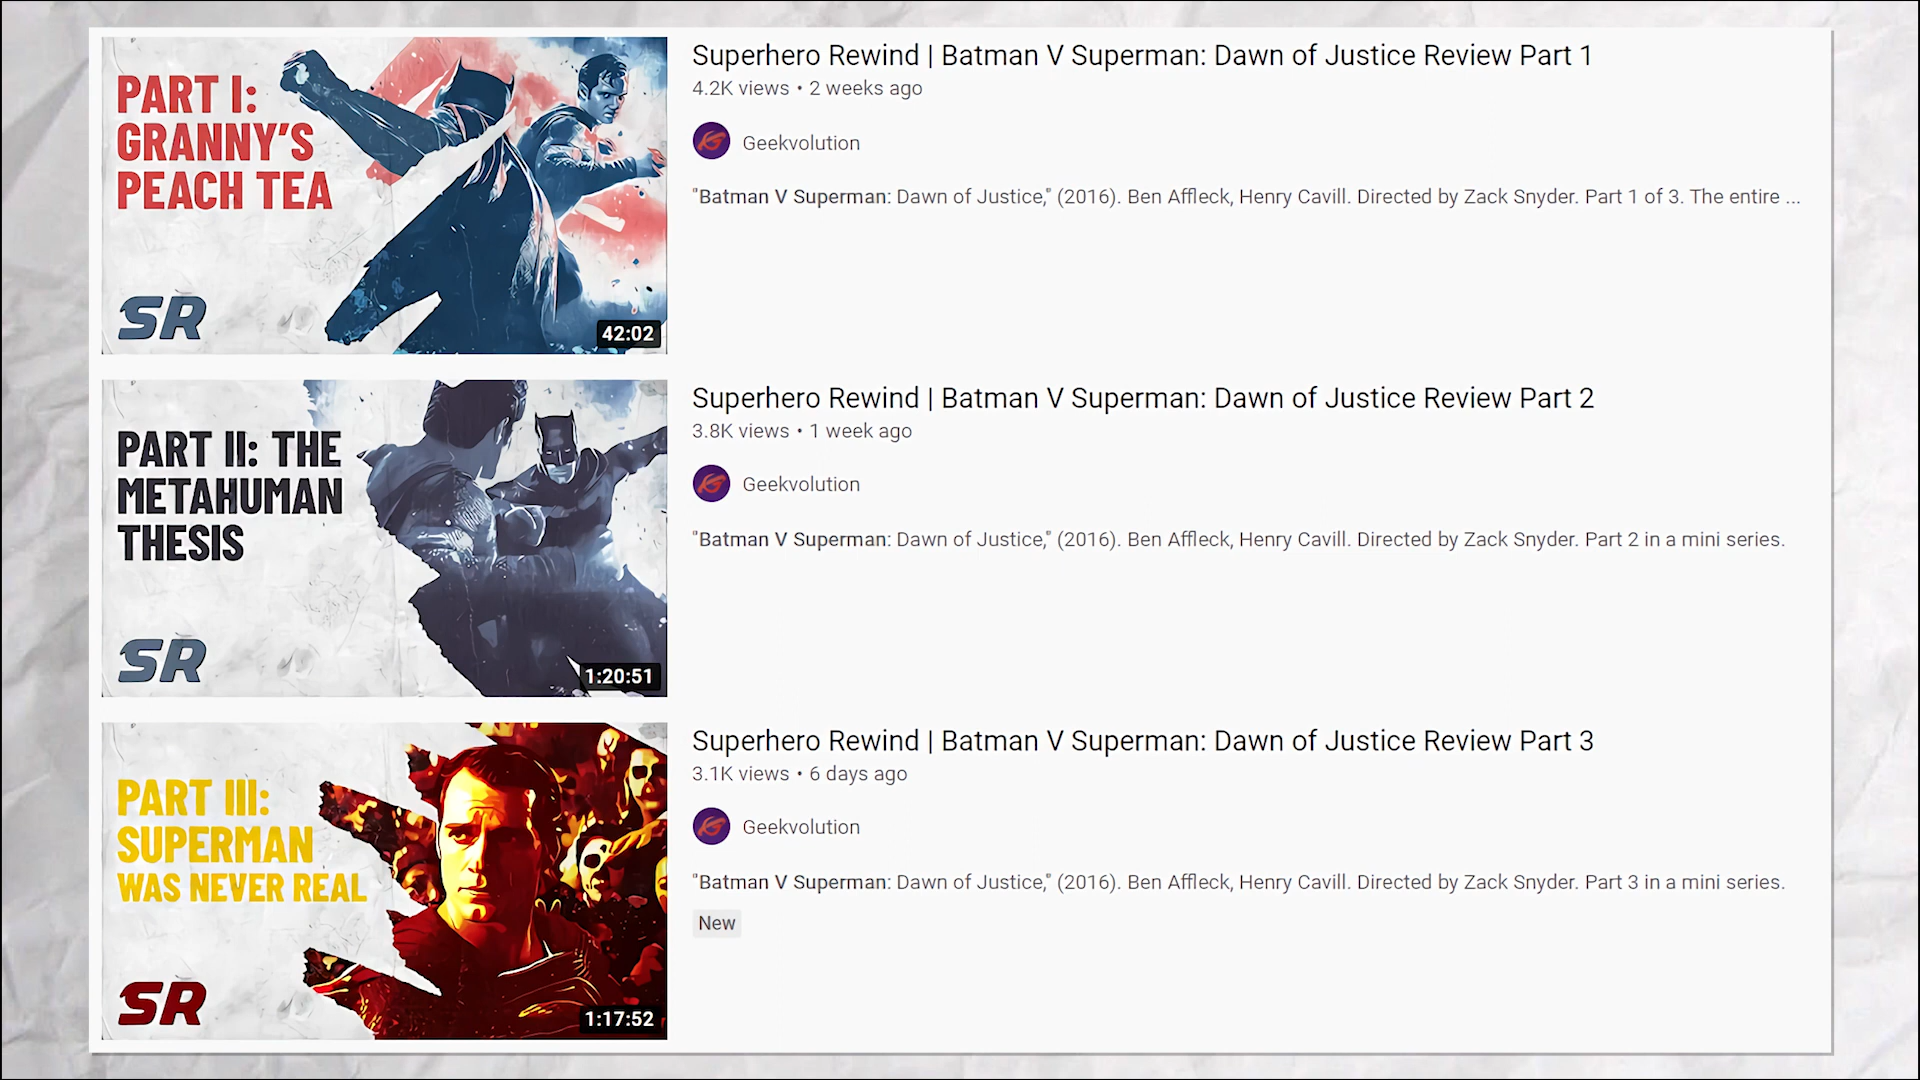 PART I:
GRANNY'S
PEACH TEA
SR
42:02
Superhero Rewind | Batman V Superman: Dawn of Justice Review Part 1
4.2K views • 2 weeks ago
Geekvolution
"Batman V Superman: Dawn of Justice," (2016). Ben Affleck, Henry Cavill. Directed by Zack Snyder. Part 1 of 3. The entire ...
PART II: THE
METAHUMAN
THESIS
SR
1:20:51
Superhero Rewind | Batman V Superman: Dawn of Justice Review Part 2
3.8K views • 1 week ago
Geekvolution
"Batman V Superman: Dawn of Justice," (2016). Ben Affleck, Henry Cavill. Directed by Zack Snyder. Part 2 in a mini series.
PART III:
SUPERMAN
WAS NEVER REAL
SR
1:17:52
Superhero Rewind | Batman V Superman: Dawn of Justice Review Part 3
3.1K views • 6 days ago
Geekvolution
"Batman V Superman: Dawn of Justice," (2016). Ben Affleck, Henry Cavill. Directed by Zack Snyder. Part 3 in a mini series.
New